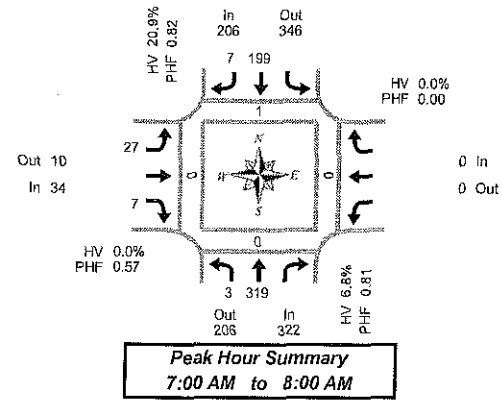 HV 20.9%
PHF 0.82
In Out
206 346
7 199
HV 0.0%
PHF 0.00
1
27
Out 10
In 34
7
0
0
N
W E
S
0 In
0 Out
0
HV 0.0%
PHF 0.57
3 319
Out In
206 322
HV 6.8%
PHF 0.81
Peak Hour Summary
7:00 AM to 8:00 AM